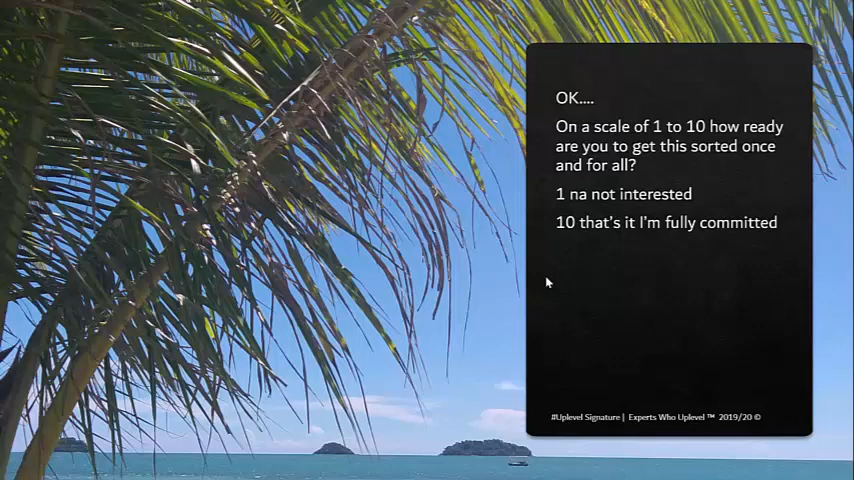 OK....
On a scale of 1 to 10 how ready
are you to get this sorted once
and for all?
1 na not interested
10 that's it I'm fully committed
#Uplevel Signature | Experts Who Uplevel ™ 2019/20 ©